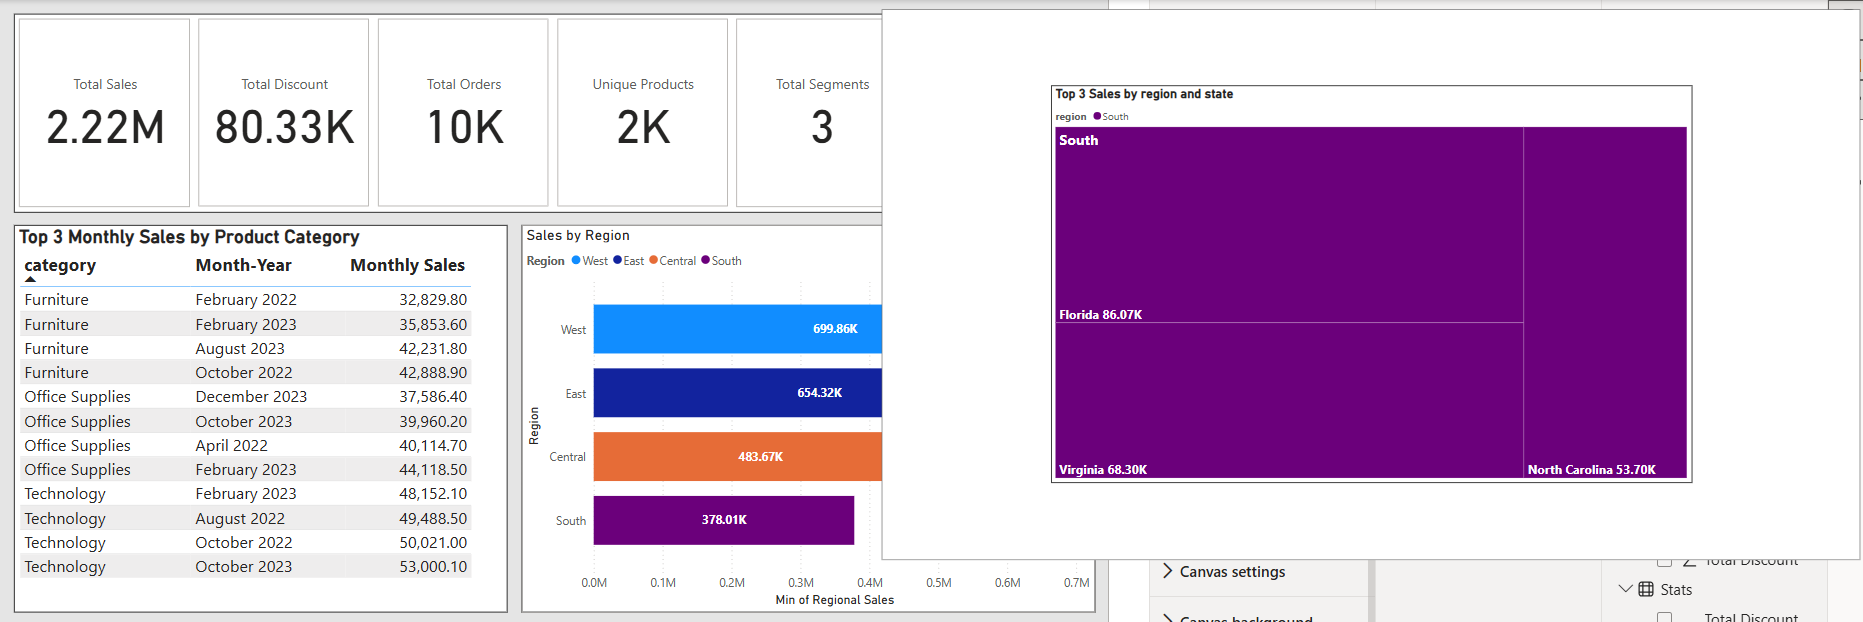 Total Sales
2.22M
Total Discount
80.33K
Total Orders
10K
Unique Products
2K
Total Segments
3
Top 3 Monthly Sales by Product Category
category Month-Year Monthly Sales
Furniture February 2022 32,829.80
Furniture February 2023 35,853.60
Furniture August 2023 42,231.80
Furniture October 2022 42,888.90
Office Supplies December 2023 37,586.40
Office Supplies October 2023 39,960.20
Office Supplies April 2022 40,114.70
Office Supplies February 2023 44,118.50
Technology February 2023 48,152.10
Technology August 2022 49,488.50
Technology October 2022 50,021.00
Technology October 2023 53,000.10
Sales by Region
Region West East Central South
Region
West 699.86K
East 654.32K
Central 483.67K
South 378.01K
0.0M 0.1M 0.2M 0.3M 0.4M 0.5M 0.6M 0.7M
Min of Regional Sales
Top 3 Sales by region and state
region South
South
Florida 86.07K
Virginia 68.30K
North Carolina 53.70K
Canvas settings
Canvas background
Total Discount
Stats
Total Discount